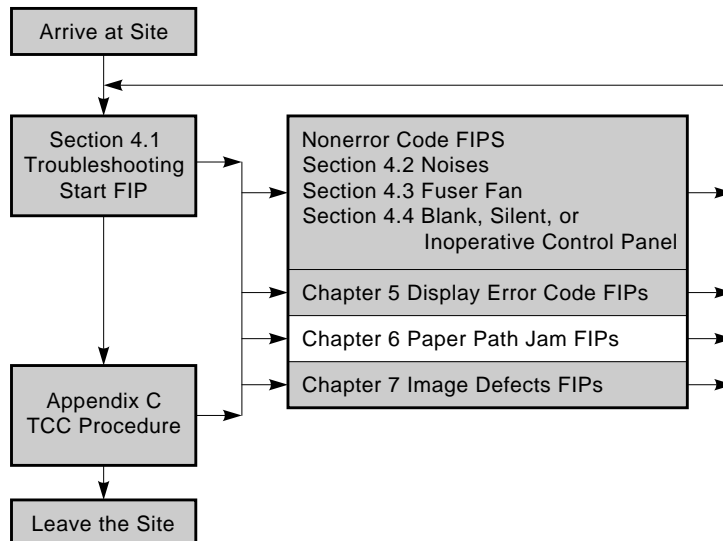 Arrive at Site
Section 4.1
Troubleshooting
Start FIP
Nonerror Code FIPS
Section 4.2 Noises
Section 4.3 Fuser Fan
Section 4.4 Blank, Silent, or
Inoperative Control Panel
Chapter 5 Display Error Code FIPs
Chapter 6 Paper Path Jam FIPs
Chapter 7 Image Defects FIPs
Appendix C
TCC Procedure
Leave the Site